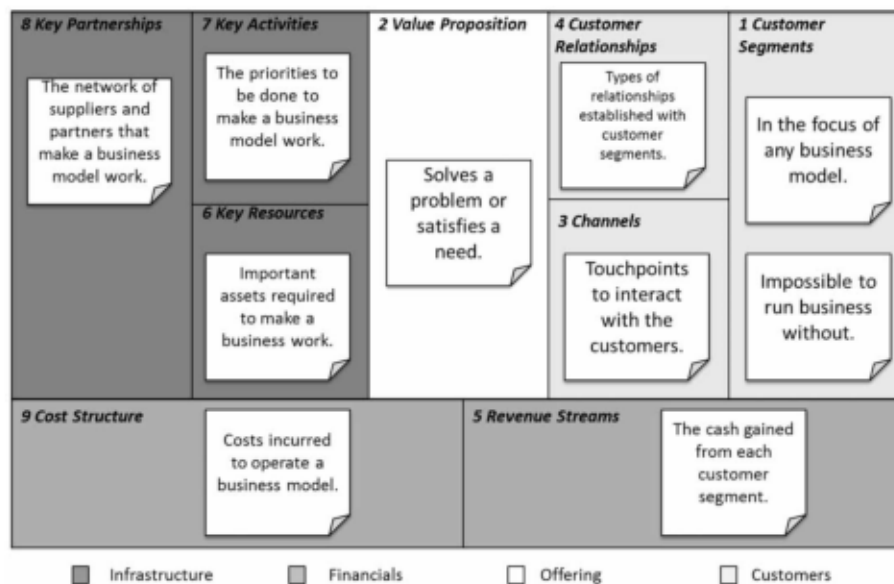 8 Key Partnerships
The network of
suppliers and
partners that
make a business
model work.
7 Key Activities
The priorities to
be done to
make a business
model work.
6 Key Resources
Important
assets required
to make a
business work.
2 Value Proposition
Solves a
problem or
satisfies a
need.
4 Customer
Relationships
Types of
relationships
established with
customer
segments.
3 Channels
Touchpoints
to interact
with the
customers.
1 Customer
Segments
In the focus of
any business
model.
Impossible to
run business
without.
9 Cost Structure
Costs incurred
to operate a
business model.
5 Revenue Streams
The cash gained
from each
customer
segment.
Infrastructure
Financials
Offering
Customers